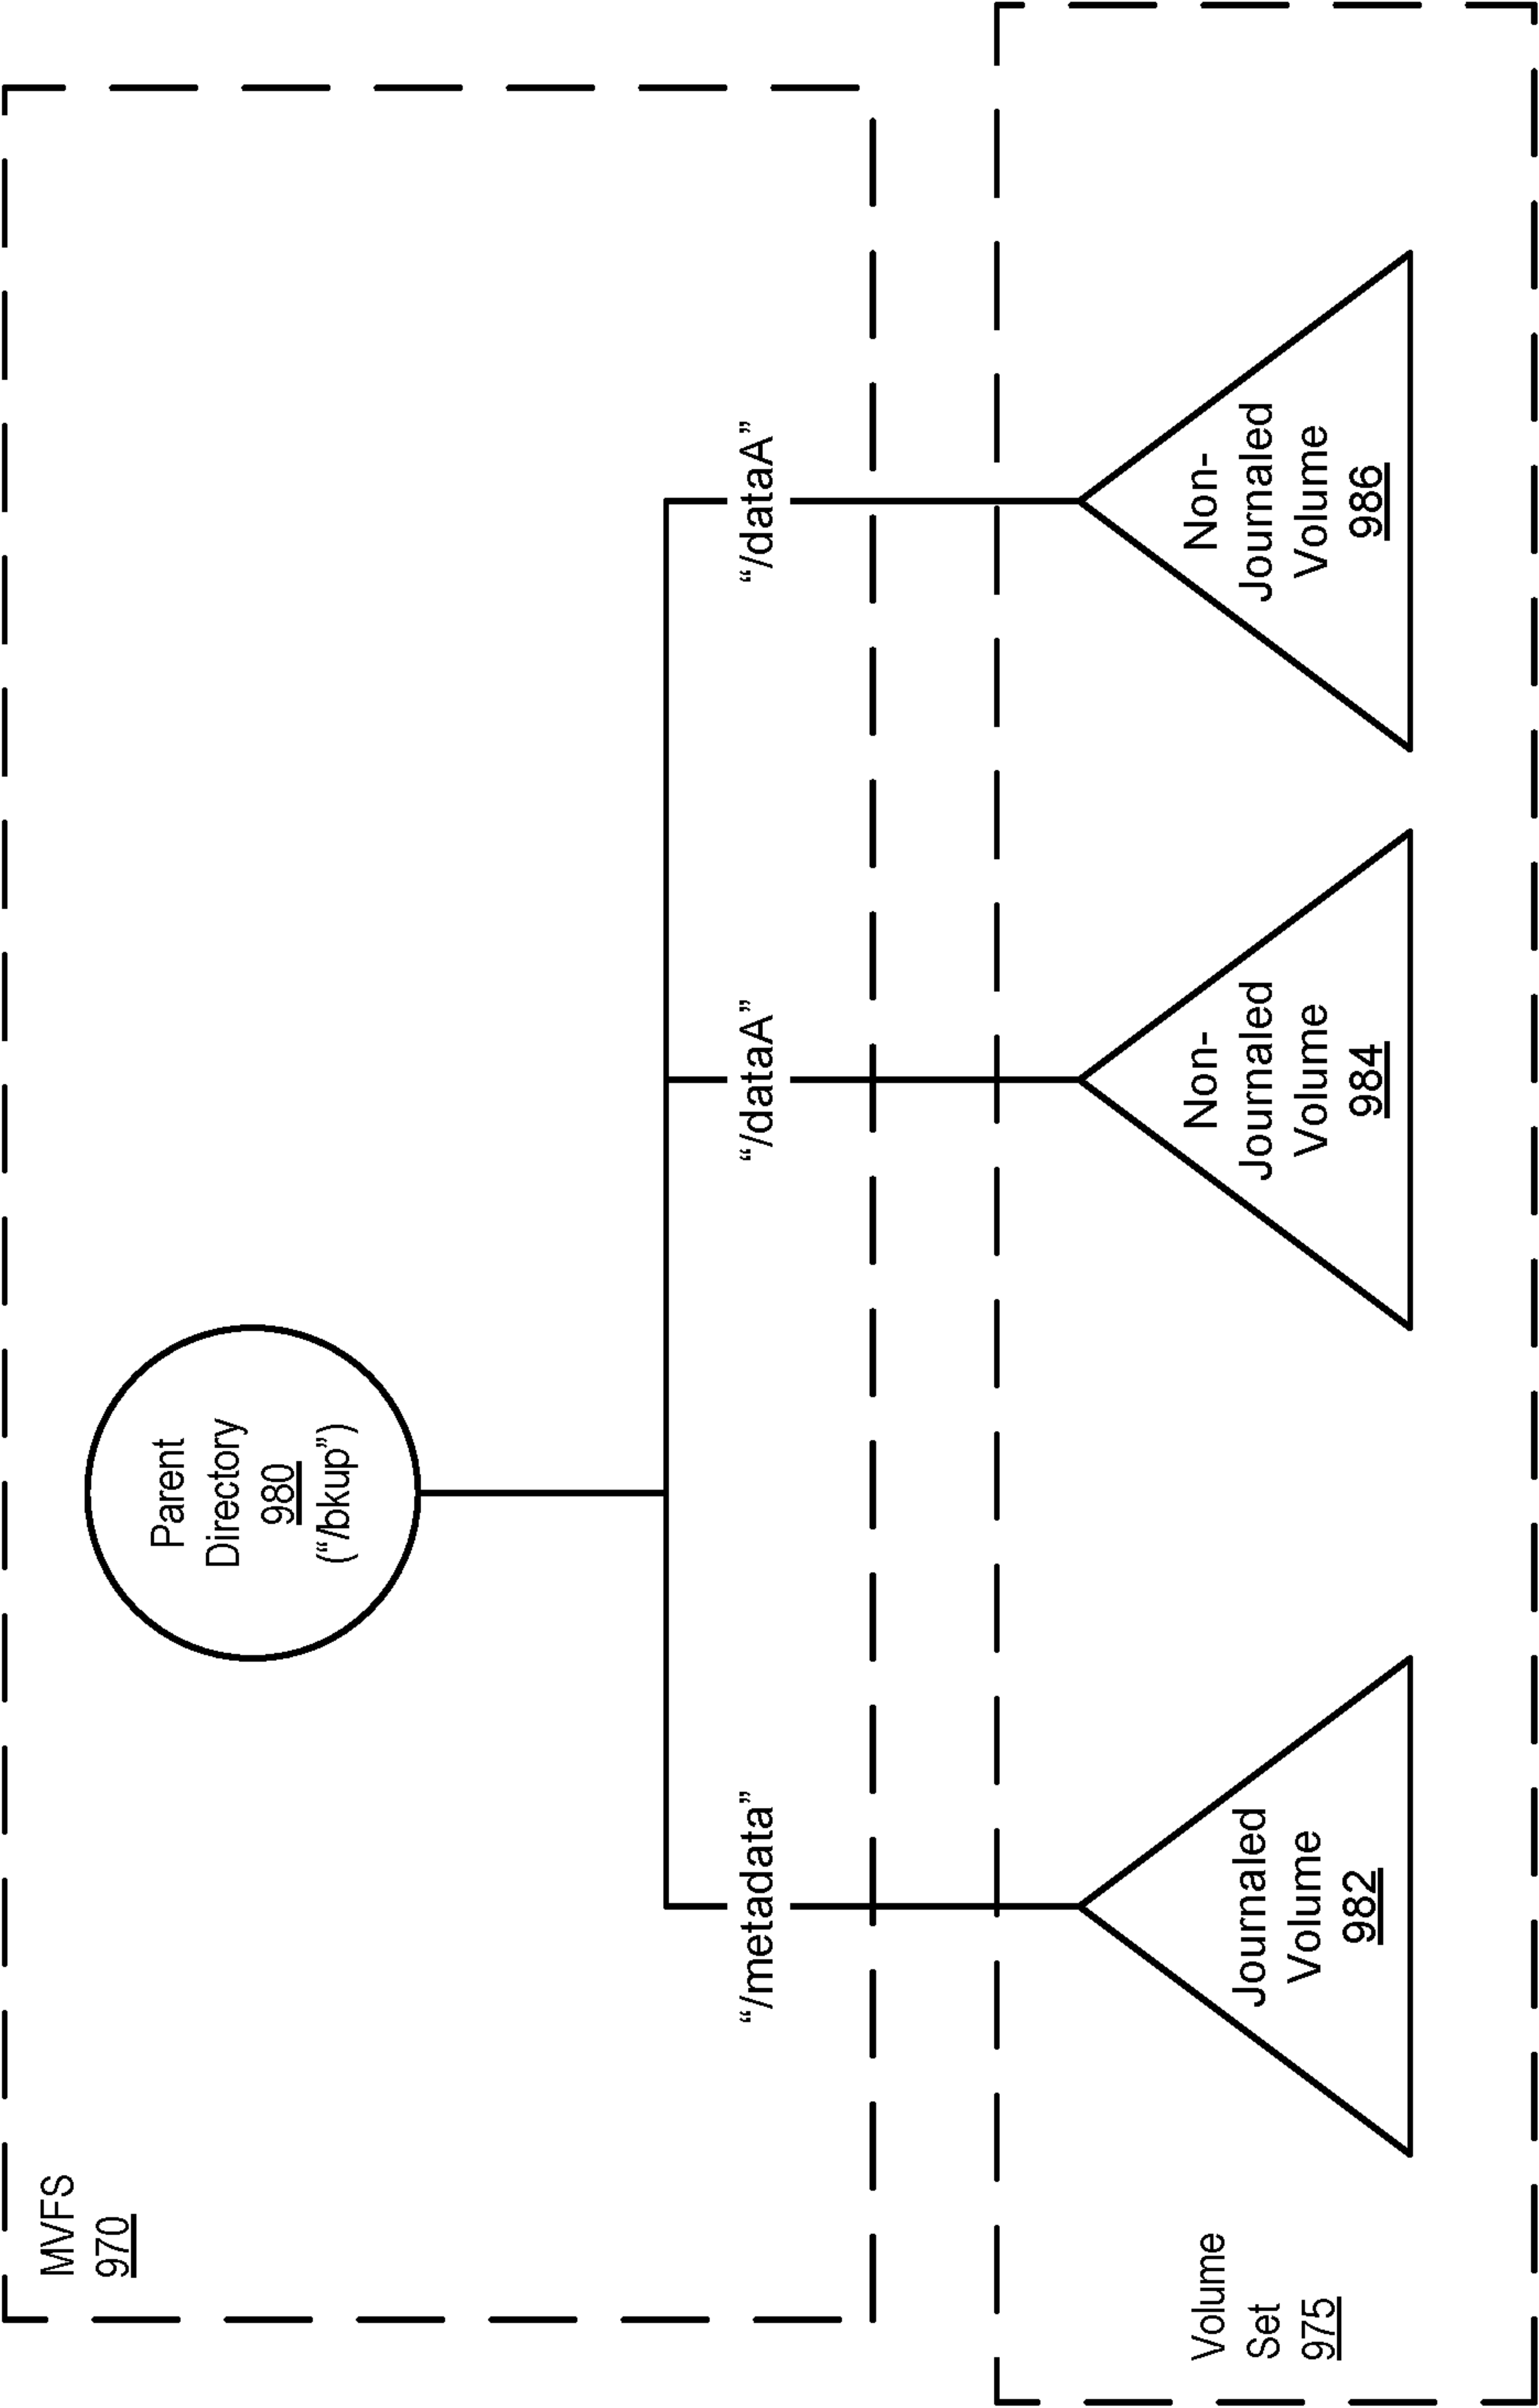 MVFS
970
Parent
Directory
980
(“/bkup”)
“/metadata”
“/dataA”
“/dataA”
Volume
Set
975
Journaled
Volume
982
Non-
Journaled
Volume
984
Non-
Journaled
Volume
986